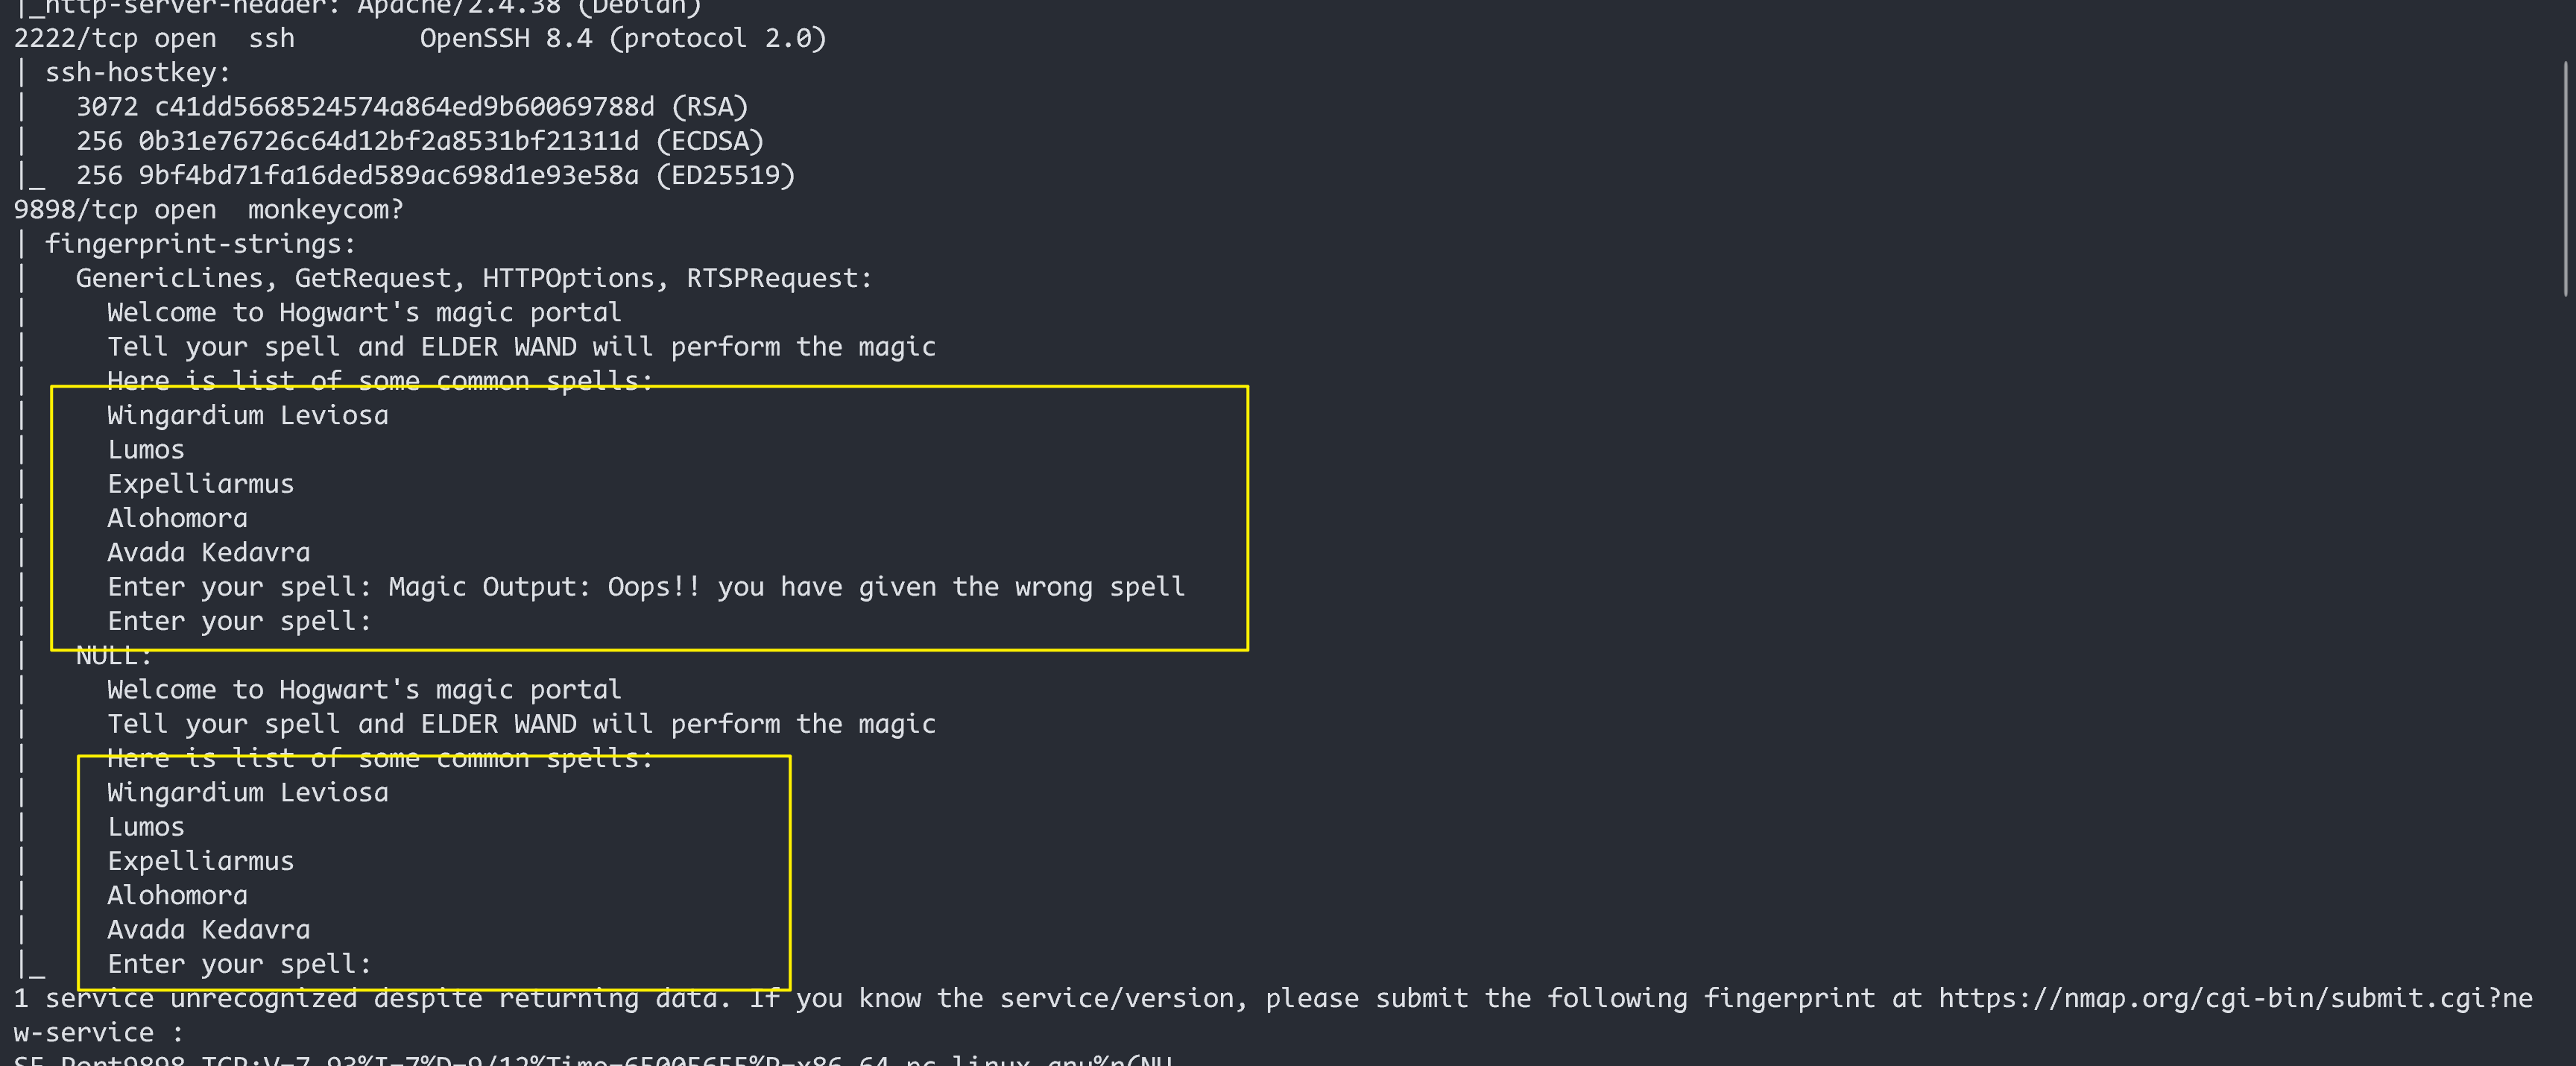 |_http-server-header: Apache/2.4.38 (Debian)
2222/tcp open  ssh        OpenSSH 8.4 (protocol 2.0)
| ssh-hostkey:
|   3072 c41dd5668524574a864ed9b60069788d (RSA)
|   256 0b31e76726c64d12bf2a8531bf21311d (ECDSA)
|_  256 9bf4bd71fa16ded589ac698d1e93e58a (ED25519)
9898/tcp open  monkeycom?
| fingerprint-strings:
|   GenericLines, GetRequest, HTTPOptions, RTSPRequest:
|     Welcome to Hogwart's magic portal
|     Tell your spell and ELDER WAND will perform the magic
|     Here is list of some common spells:
|     Wingardium Leviosa
|     Lumos
|     Expelliarmus
|     Alohomora
|     Avada Kedavra
|     Enter your spell: Magic Output: Oops!! you have given the wrong spell
|     Enter your spell:
|   NULL:
|     Welcome to Hogwart's magic portal
|     Tell your spell and ELDER WAND will perform the magic
|     Here is list of some common spells:
|     Wingardium Leviosa
|     Lumos
|     Expelliarmus
|     Alohomora
|     Avada Kedavra
|_    Enter your spell:
1 service unrecognized despite returning data. If you know the service/version, please submit the following fingerprint at https://nmap.org/cgi-bin/submit.cgi?ne
w-service :